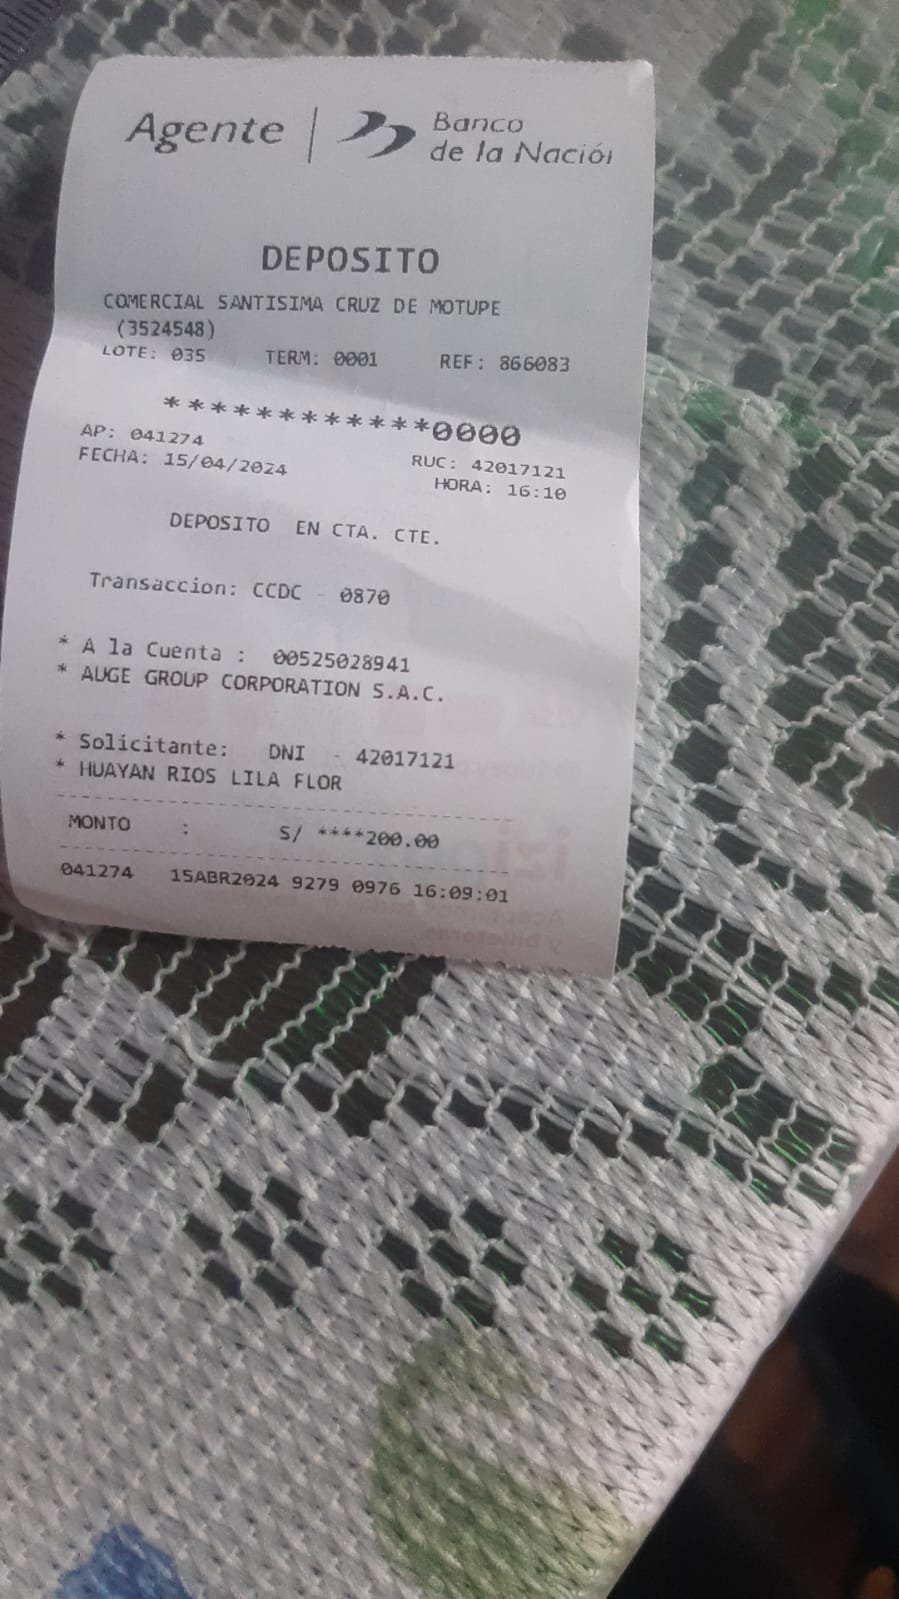 Agente | Banco
de la Nación
DEPOSITO
COMERCIAL SANTISIMA CRUZ DE MOTUPE
(3524548)
LOTE: 035 TERM: 0001 REF: 866083
************0000
AP: 041274 RUC: 42017121
FECHA: 15/04/2024 HORA: 16:10
DEPOSITO EN CTA. CTE.
Transaccion: CCDC - 0870
* A la Cuenta : 00525028941
* AUGE GROUP CORPORATION S.A.C.
* Solicitante: DNI - 42017121
* HUAYAN RIOS LILA FLOR
MONTO : S/ ****200.00
041274 15ABR2024 9279 0976 16:09:01